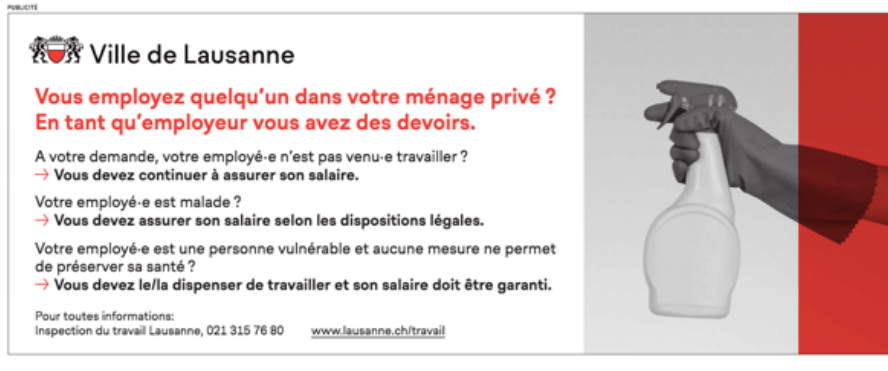 PUBLICITÉ
Ville de Lausanne
Vous employez quelqu'un dans votre ménage privé ?
En tant qu'employeur vous avez des devoirs.
A votre demande, votre employé·e n'est pas venu·e travailler ?
→ Vous devez continuer à assurer son salaire.
Votre employé·e est malade ?
→ Vous devez assurer son salaire selon les dispositions légales.
Votre employé·e est une personne vulnérable et aucune mesure ne permet
de préserver sa santé ?
→ Vous devez le/la dispenser de travailler et son salaire doit être garanti.
Pour toutes informations:
Inspection du travail Lausanne, 021 315 76 80 www.lausanne.ch/travail